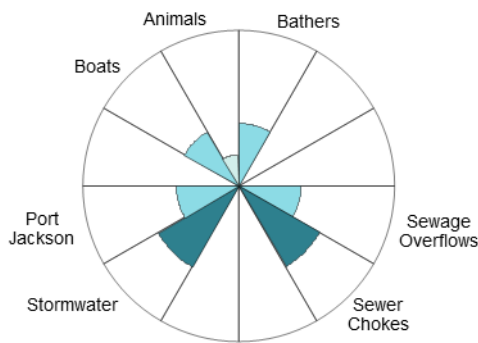 Animals
Bathers
Boats
Port
Jackson
Sewage
Overflows
Stormwater
Sewer
Chokes